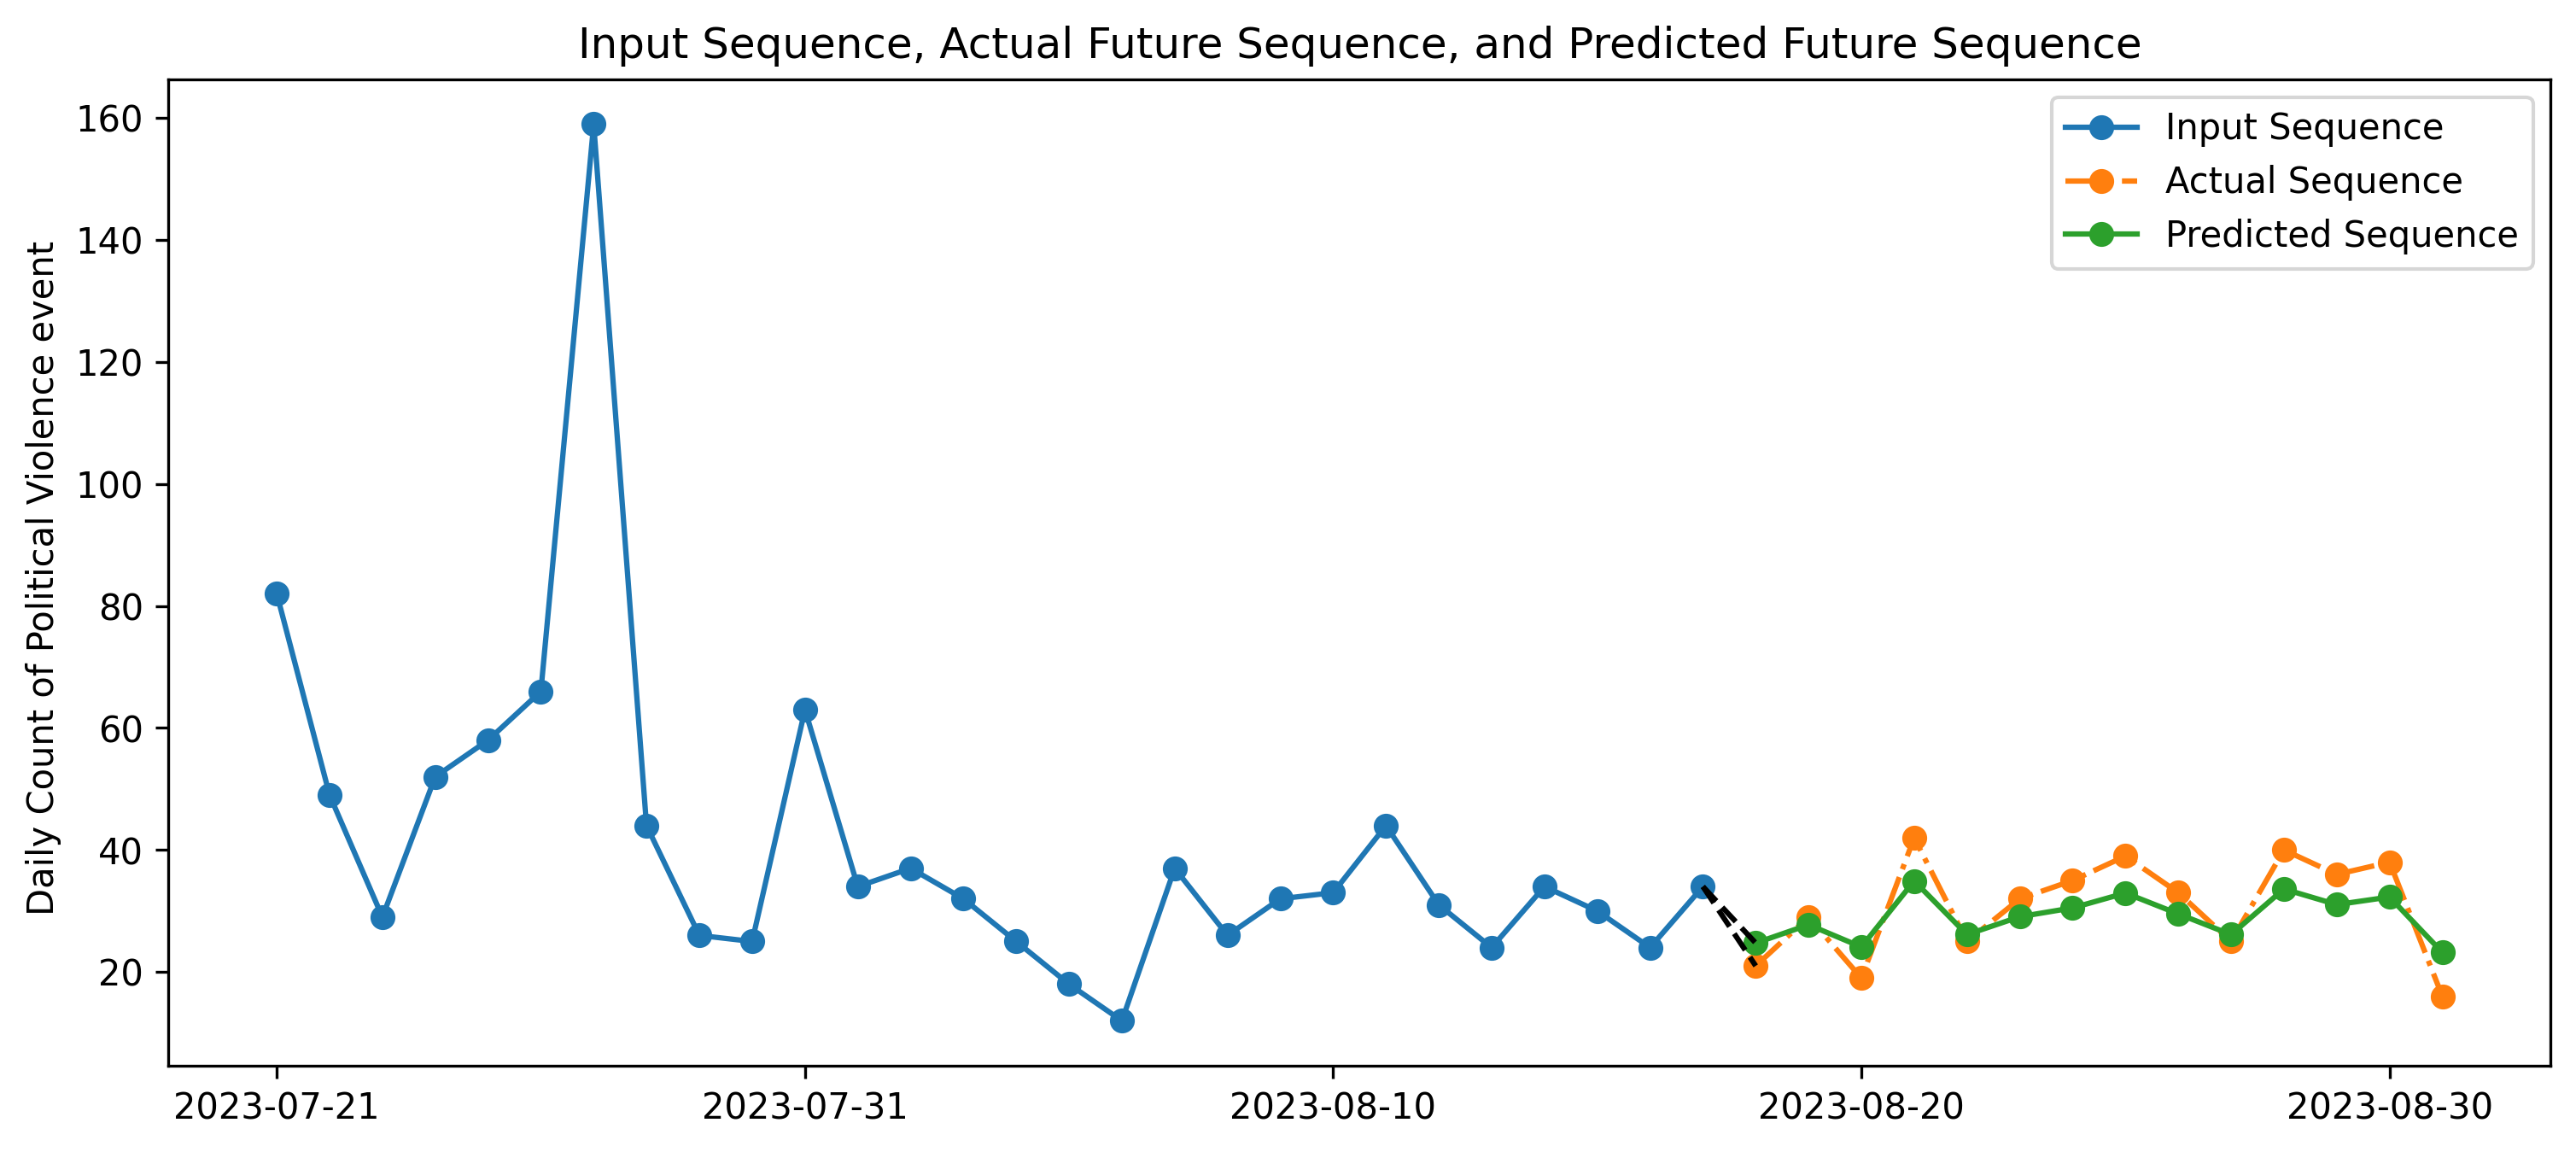 Input Sequence, Actual Future Sequence, and Predicted Future Sequence
Daily Count of Political Violence event
160
140
120
100
80
60
40
20
Input Sequence
Actual Sequence
Predicted Sequence
2023-07-21
2023-07-31
2023-08-10
2023-08-20
2023-08-30